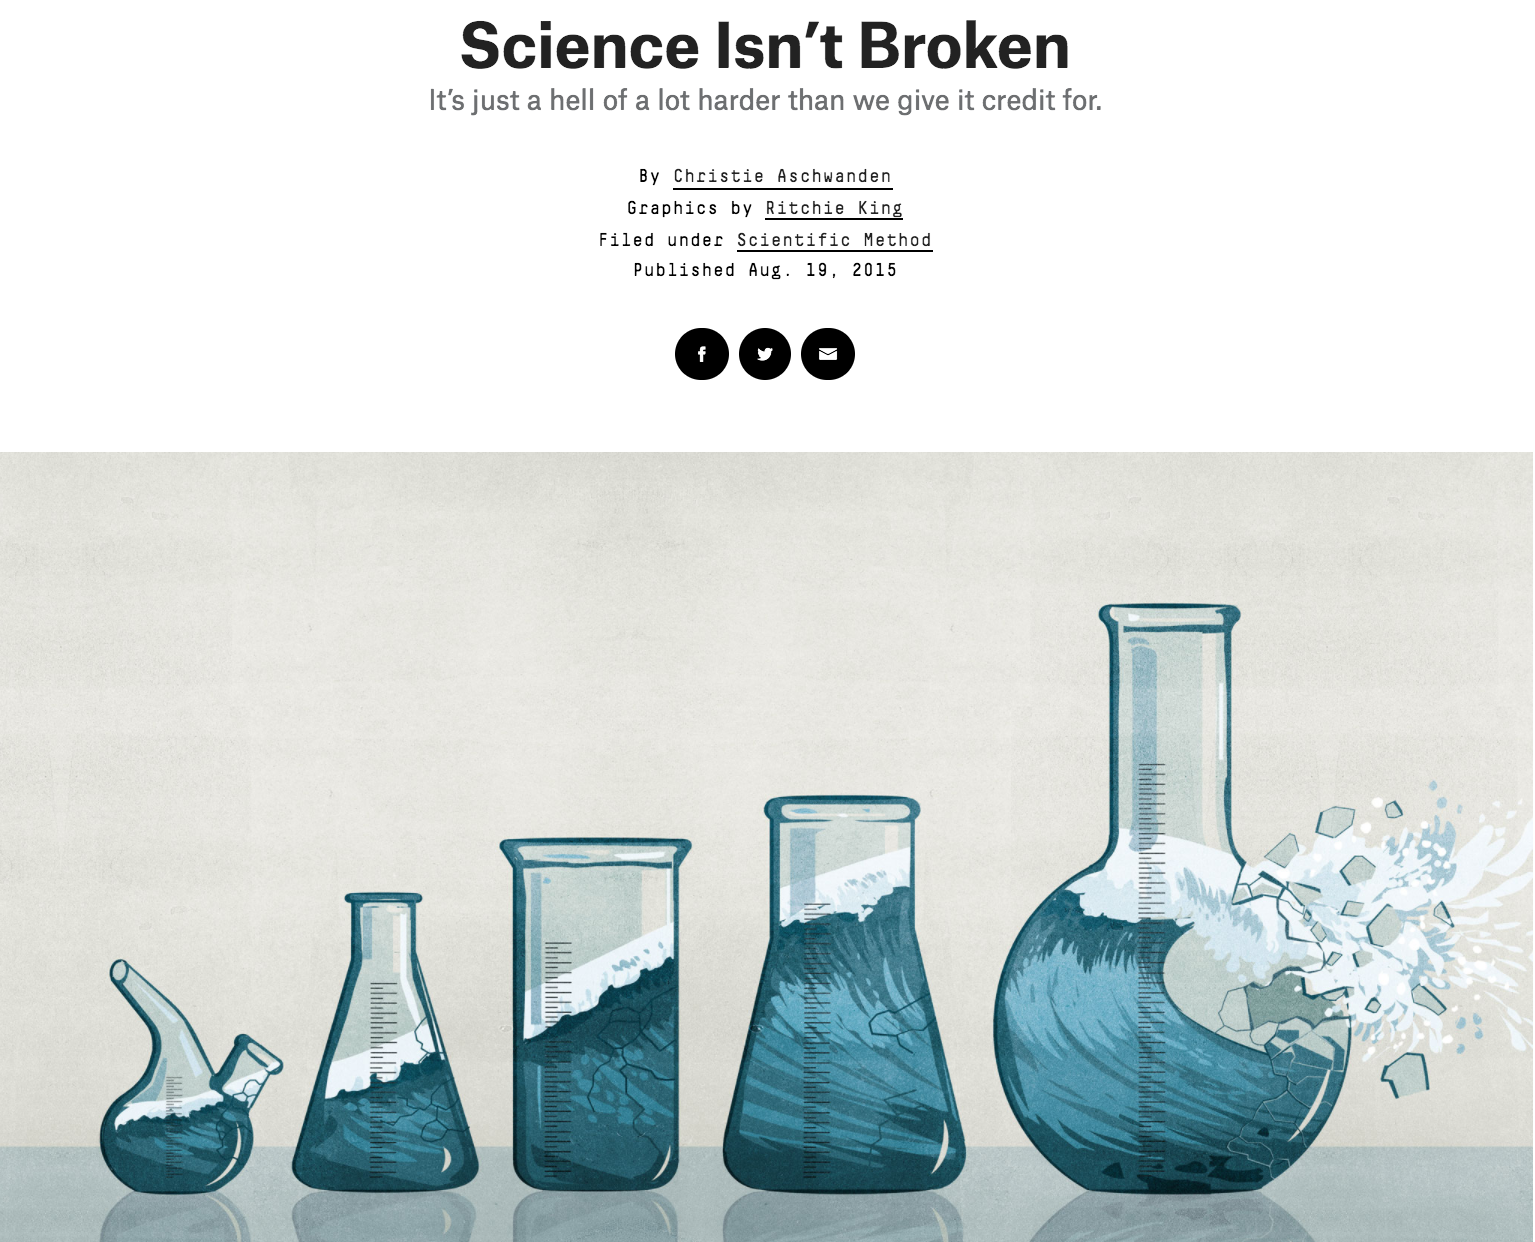 Science Isn’t Broken
It’s just a hell of a lot harder than we give it credit for.
By Christie Aschwanden
Graphics by Ritchie King
Filed under Scientific Method
Published Aug. 19, 2015